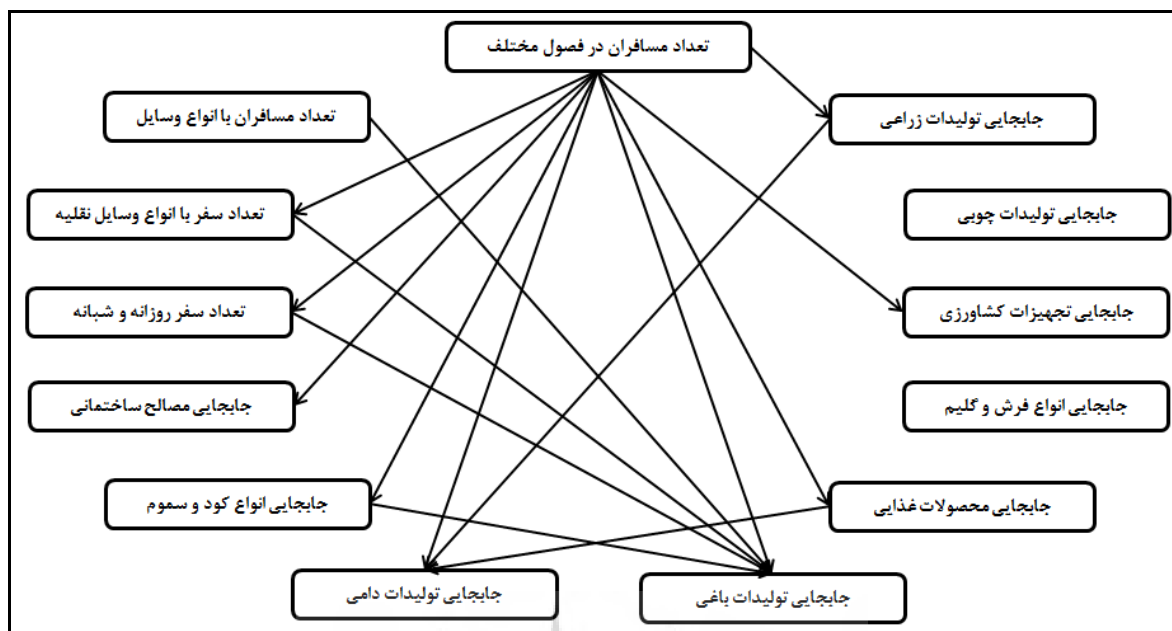 تعداد مسافران در فصول مختلف
جابجایی تولیدات زراعی
تعداد مسافران با انواع وسایل
جابجایی تولیدات چوبی
تعداد سفر با انواع وسایل نقلیه
جابجایی تجهیزات کشاورزی
تعداد سفر روزانه و شبانه
جابجایی انواع فرش و گلیم
جابجایی مصالح ساختمانی
جابجایی محصولات غذایی
جابجایی انواع کود و سموم
جابجایی تولیدات باغی
جابجایی تولیدات دامی